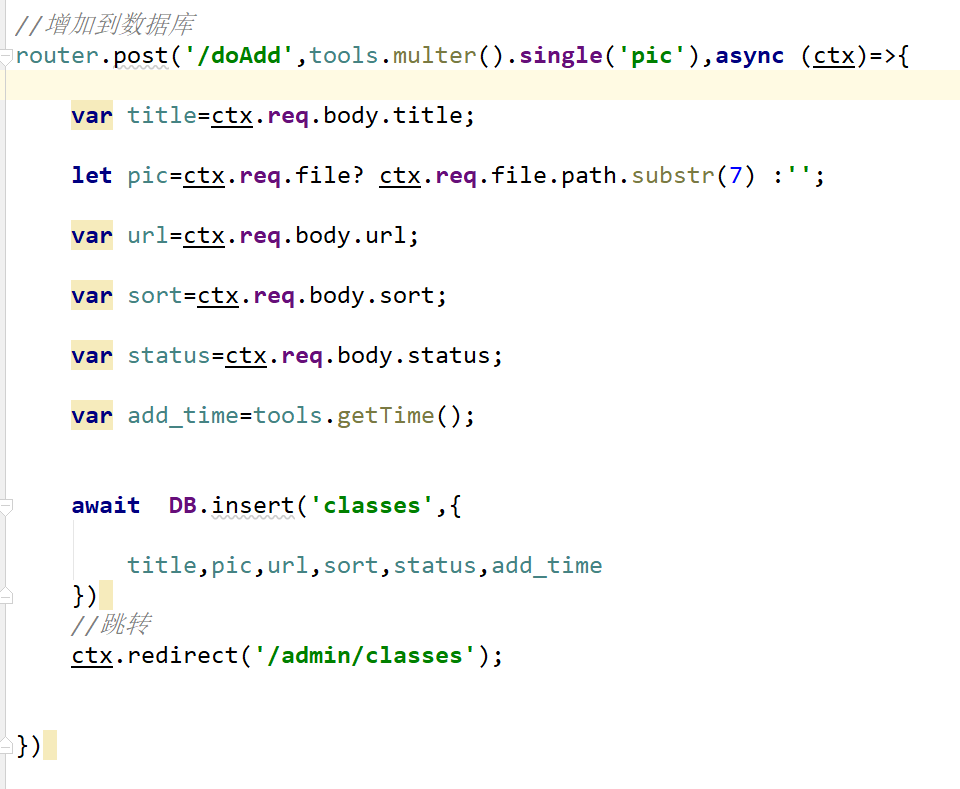 //增加到数据库
router.post('/doAdd',tools.multer().single('pic'),async (ctx)=>{
var title=ctx.req.body.title;
let pic=ctx.req.file? ctx.req.file.path.substr(7) :'';
var url=ctx.req.body.url;
var sort=ctx.req.body.sort;
var status=ctx.req.body.status;
var add_time=tools.getTime();
await  DB.insert('classes',{
title,pic,url,sort,status,add_time
})
//跳转
ctx.redirect('/admin/classes');
})